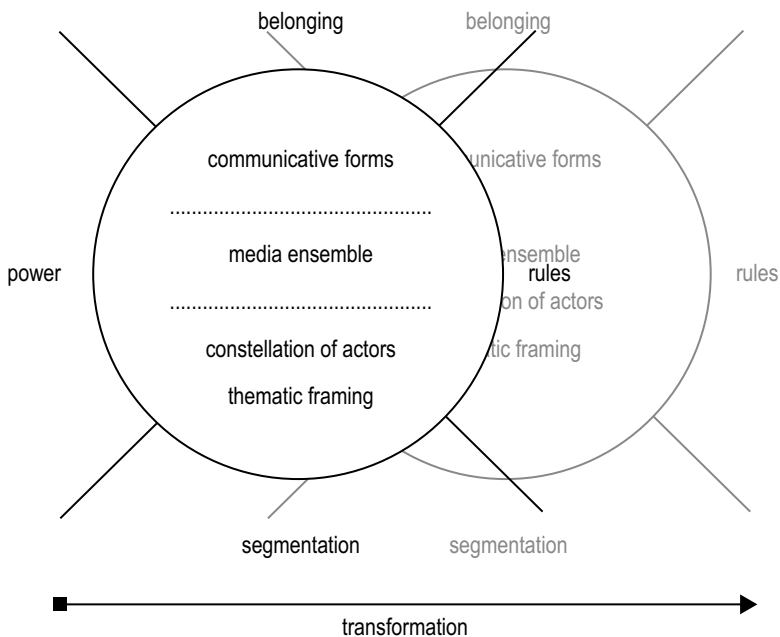 belonging belonging
communicative forms unicative forms
media ensemble ensemble
power rules rules
constellation of actors on of actors
tic framing
thematic framing
segmentation segmentation
transformation